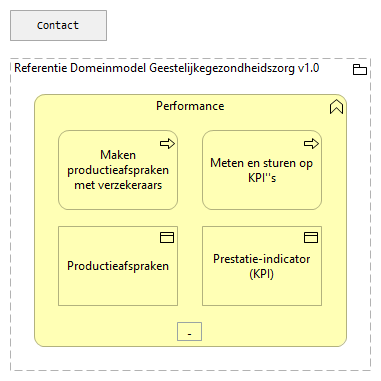 Contact
Referentie Domeinmodel Geestelijkegezondheidszorg v1.0
Performance
Maken
productieafspraken
met verzekeraars
Meten en sturen op
KPI''s
Productieafspraken
Prestatie-indicator
(KPI)
-